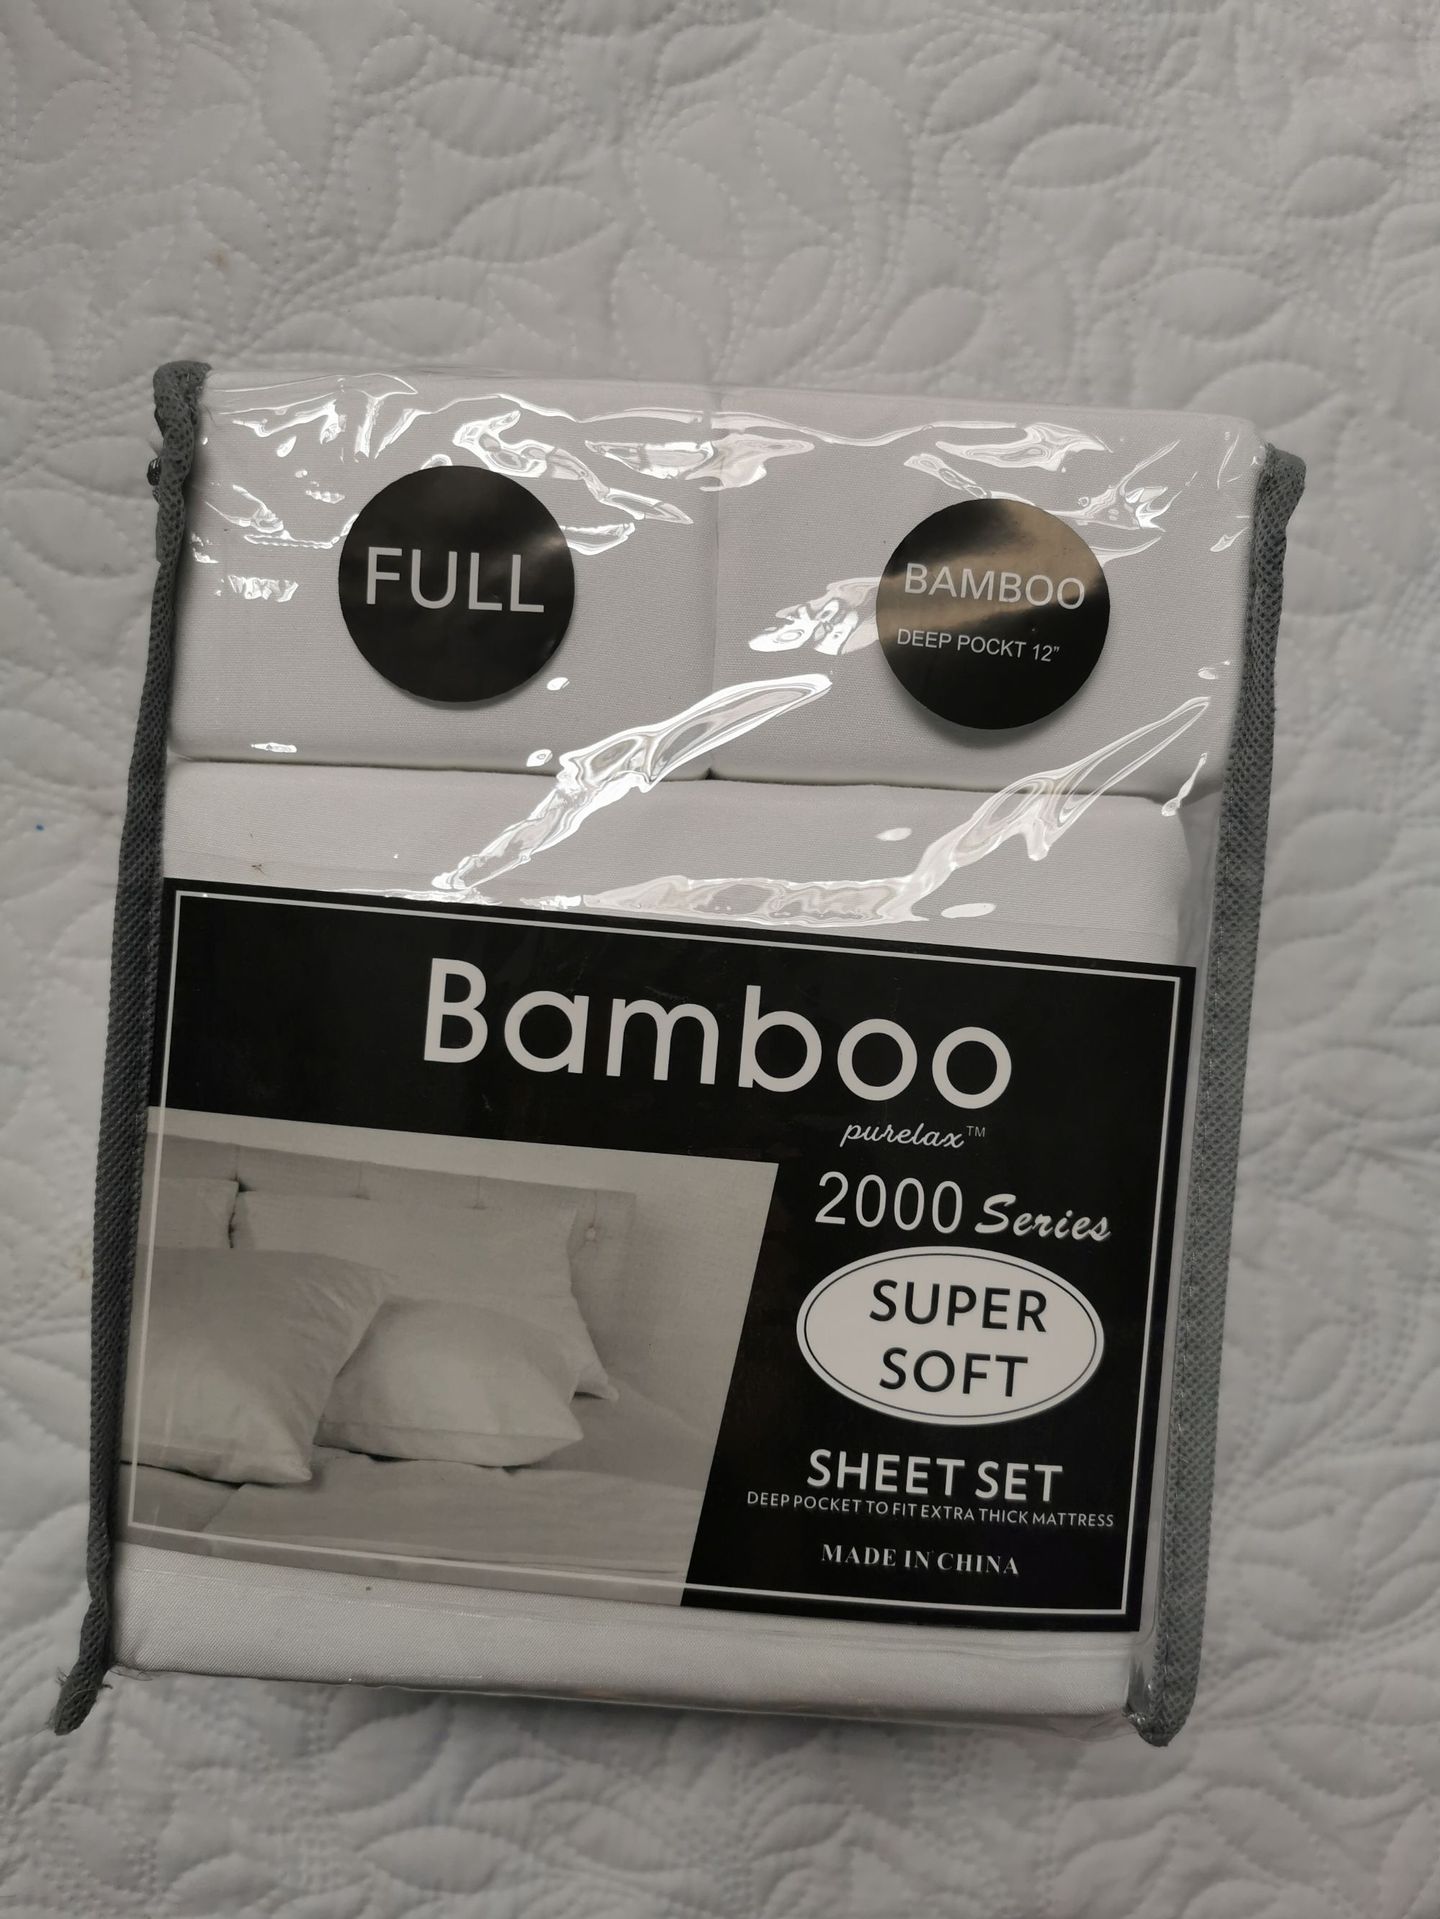 FULL
BAMBOO
DEEP POCKT 12"
Bamboo
purelax™
2000 Series
SUPER
SOFT
SHEET SET
DEEP POCKET TO FIT EXTRA THICK MATTRESS
MADE IN CHINA